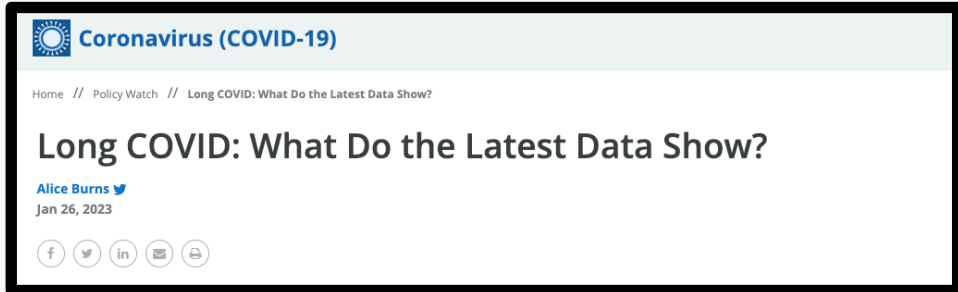 Coronavirus (COVID-19)
Home // Policy Watch // Long COVID: What Do the Latest Data Show?
Long COVID: What Do the Latest Data Show?
Alice Burns
Jan 26, 2023
f in